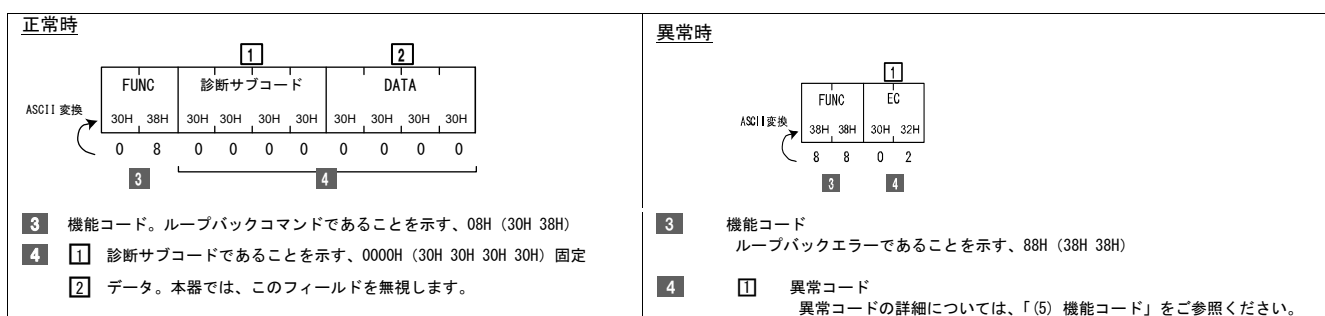 正常時
1 2
FUNC 診断サブコード DATA
ASCII 変換
30H 38H 30H 30H 30H 30H 30H 30H 30H 30H
0 8 0 0 0 0 0 0 0 0
3 4
3 機能コード。ループバックコマンドであることを示す、08H (30H 38H)
4 1 診断サブコードであることを示す、0000H (30H 30H 30H 30H) 固定
2 データ。本器では、このフィールドを無視します。
異常時
1
FUNC EC
ASCII変換
38H 38H 30H 32H
8 8 0 2
3 4
3 機能コード
ループバックエラーであることを示す、88H (38H 38H)
4 1 異常コード
異常コードの詳細については、「(5) 機能コード」をご参照ください。